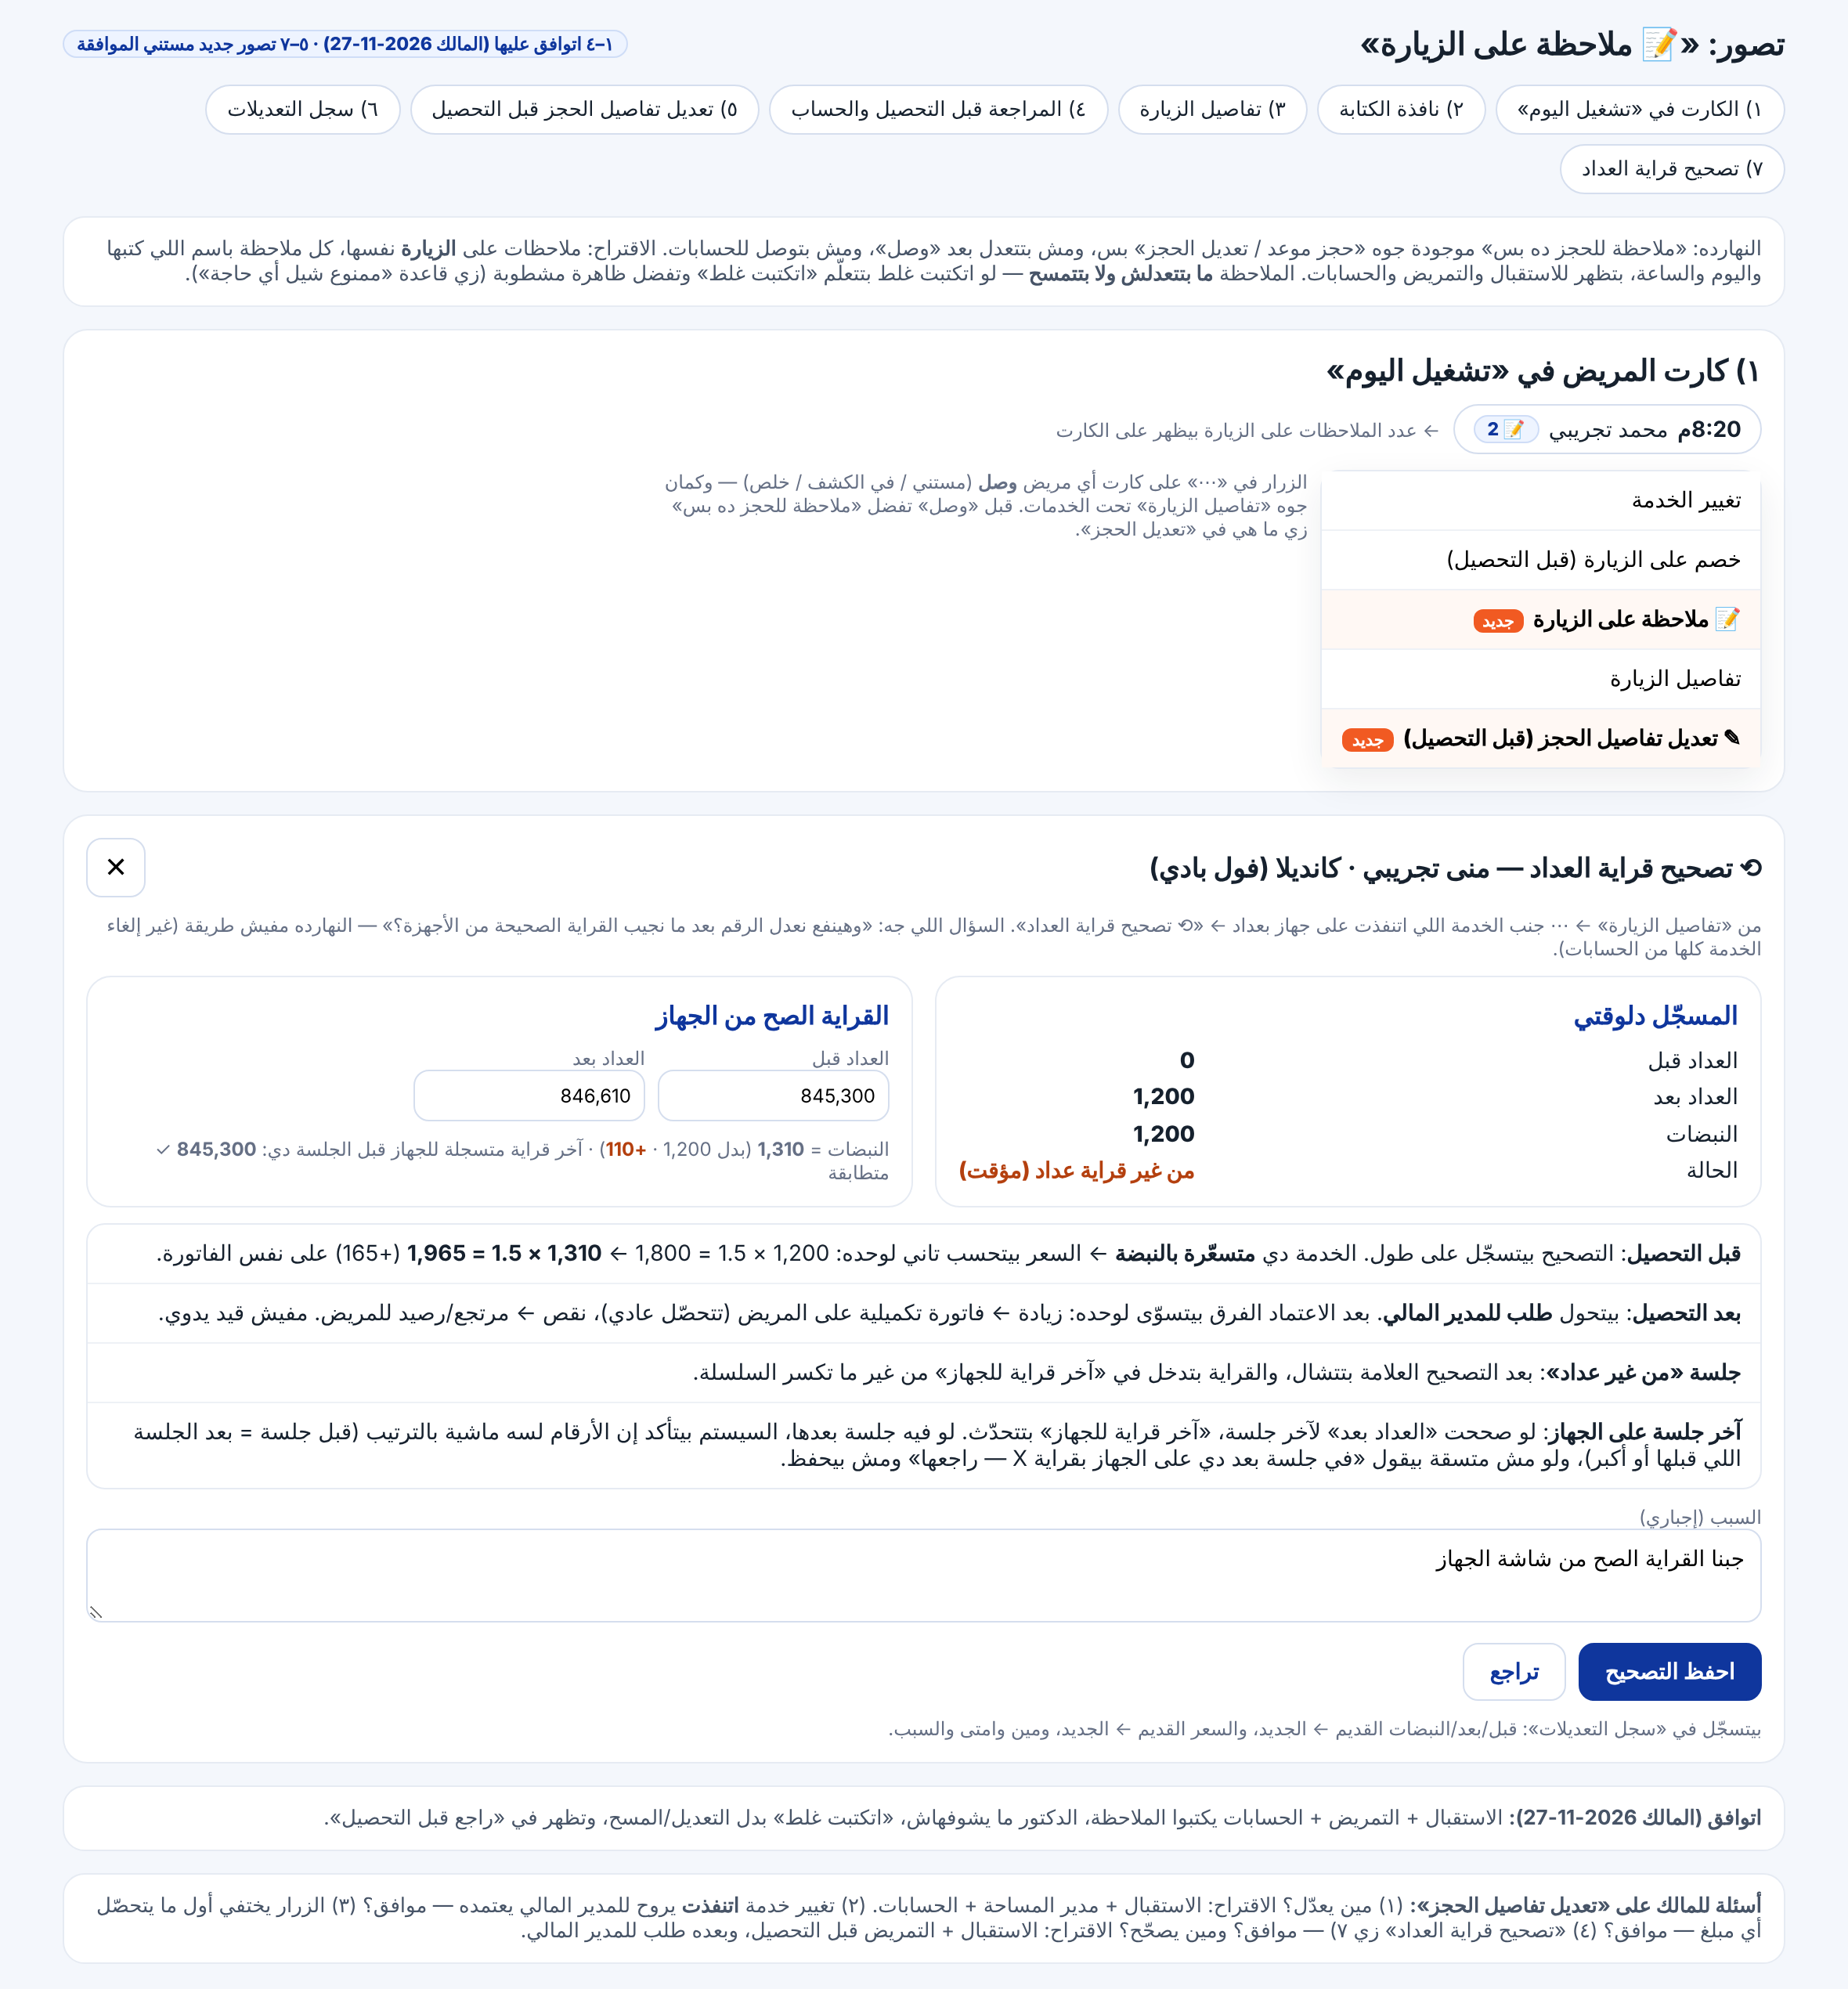 تصور: «📝 ملاحظة على الزيارة»
١–٤ اتوافق عليها (المالك 2026-11-27) · ٥–٧ تصور جديد مستني الموافقة
١) الكارت في «تشغيل اليوم»
٢) نافذة الكتابة
٣) تفاصيل الزيارة
٤) المراجعة قبل التحصيل والحساب
٥) تعديل تفاصيل الحجز قبل التحصيل
٦) سجل التعديلات
٧) تصحيح قراية العداد
النهارده: «ملاحظة للحجز ده بس» موجودة جوه «حجز موعد / تعديل الحجز» بس، ومش بتتعدل بعد «وصل»، ومش بتوصل للحسابات. الاقتراح: ملاحظات على الزيارة نفسها، كل ملاحظة باسم اللي كتبها
واليوم والساعة، بتظهر للاستقبال والتمريض والحسابات. الملاحظة ما بتتعدلش ولا بتتمسح — لو اتكتبت غلط بتتعلّم «اتكتبت غلط» وتفضل ظاهرة مشطوبة (زي قاعدة «ممنوع شيل أي حاجة»).
١) كارت المريض في «تشغيل اليوم»
8:20م محمد تجريبي 📝 2
← عدد الملاحظات على الزيارة بيظهر على الكارت
تغيير الخدمة
خصم على الزيارة (قبل التحصيل)
📝 ملاحظة على الزيارة جديد
تفاصيل الزيارة
✎ تعديل تفاصيل الحجز (قبل التحصيل) جديد
الزرار في «⋯» على كارت أي مريض وصل (مستني / في الكشف / خلص) — وكمان
جوه «تفاصيل الزيارة» تحت الخدمات. قبل «وصل» تفضل «ملاحظة للحجز ده بس»
زي ما هي في «تعديل الحجز».
⟲ تصحيح قراية العداد — منى تجريبي · كانديلا (فول بادي)
✕
من «تفاصيل الزيارة» ← ⋯ جنب الخدمة اللي اتنفذت على جهاز بعداد ← «⟲ تصحيح قراية العداد». السؤال اللي جه: «وهينفع نعدل الرقم بعد ما نجيب القراية الصحيحة من الأجهزة؟» — النهارده مفيش طريقة (غير إلغاء
الخدمة كلها من الحسابات).
المسجّل دلوقتي
العداد قبل 0
العداد بعد 1,200
النبضات 1,200
الحالة من غير قراية عداد (مؤقت)
القراية الصح من الجهاز
العداد قبل
845,300
العداد بعد
846,610
النبضات = 1,310 (بدل 1,200 · +110) · آخر قراية متسجلة للجهاز قبل الجلسة دي: 845,300 ✓
متطابقة
قبل التحصيل: التصحيح بيتسجّل على طول. الخدمة دي متسعّرة بالنبضة ← السعر بيتحسب تاني لوحده: 1,200 × 1.5 = 1,800 ← 1,310 × 1.5 = 1,965 (+165) على نفس الفاتورة.
بعد التحصيل: بيتحول طلب للمدير المالي. بعد الاعتماد الفرق بيتسوّى لوحده: زيادة ← فاتورة تكميلية على المريض (تتحصّل عادي)، نقص ← مرتجع/رصيد للمريض. مفيش قيد يدوي.
جلسة «من غير عداد»: بعد التصحيح العلامة بتتشال، والقراية بتدخل في «آخر قراية للجهاز» من غير ما تكسر السلسلة.
آخر جلسة على الجهاز: لو صححت «العداد بعد» لآخر جلسة، «آخر قراية للجهاز» بتتحدّث. لو فيه جلسة بعدها، السيستم بيتأكد إن الأرقام لسه ماشية بالترتيب (قبل جلسة = بعد الجلسة
اللي قبلها أو أكبر)، ولو مش متسقة بيقول «في جلسة بعد دي على الجهاز بقراية X — راجعها» ومش بيحفظ.
السبب (إجباري)
جبنا القراية الصح من شاشة الجهاز
احفظ التصحيح
تراجع
بيتسجّل في «سجل التعديلات»: قبل/بعد/النبضات القديم ← الجديد، والسعر القديم ← الجديد، ومين وامتى والسبب.
اتوافق (المالك 2026-11-27): الاستقبال + التمريض + الحسابات يكتبوا الملاحظة، الدكتور ما يشوفهاش، «اتكتبت غلط» بدل التعديل/المسح، وتظهر في «راجع قبل التحصيل».
أسئلة للمالك على «تعديل تفاصيل الحجز»: (١) مين يعدّل؟ الاقتراح: الاستقبال + مدير المساحة + الحسابات. (٢) تغيير خدمة اتنفذت يروح للمدير المالي يعتمده — موافق؟ (٣) الزرار يختفي أول ما يتحصّل
أي مبلغ — موافق؟ (٤) «تصحيح قراية العداد» زي ٧) — موافق؟ ومين يصحّح؟ الاقتراح: الاستقبال + التمريض قبل التحصيل، وبعده طلب للمدير المالي.